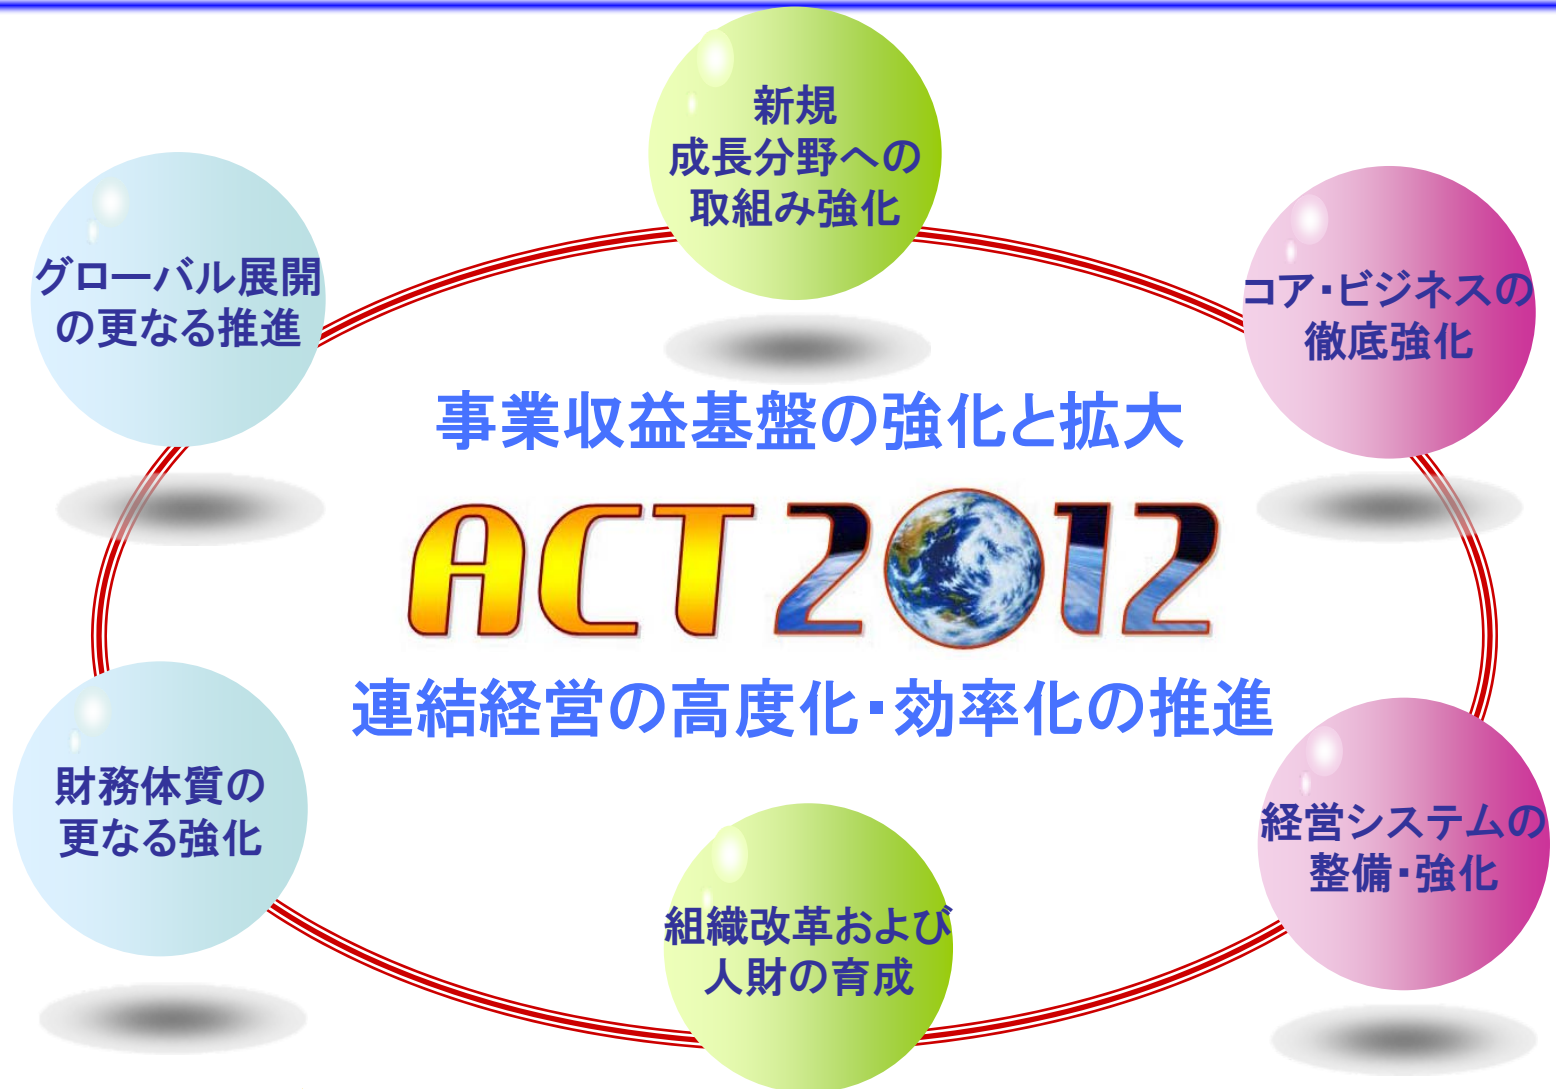 新規
成長分野への
取組み強化
グローバル展開
の更なる推進
コア・ビジネスの
徹底強化
事業収益基盤の強化と拡大
ACT 2012
連結経営の高度化・効率化の推進
財務体質の
更なる強化
経営システムの
整備・強化
組織改革および
人財の育成